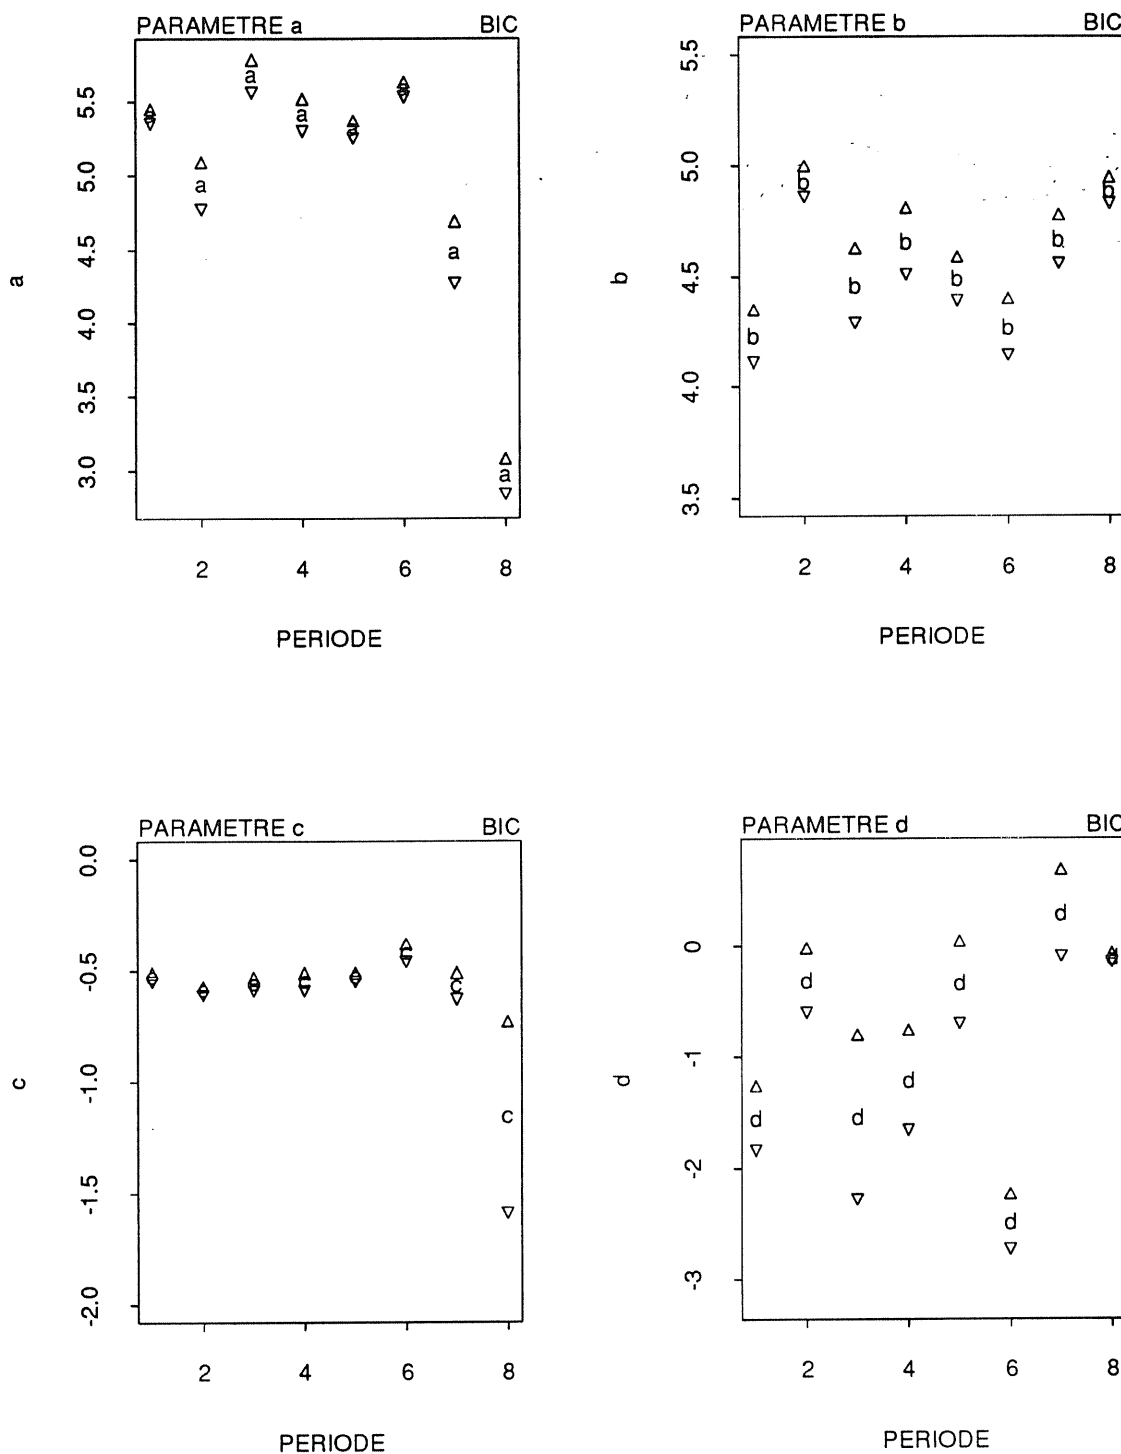 PARAMETRE a BIC
5.5
5.0
4.5
4.0
3.5
3.0
a
a
a
a
a
a
a
a
a
2 4 6 8
PERIODE
PARAMETRE b BIC
5.5
5.0
4.5
4.0
3.5
b
b
b
b
b
b
b
b
b
2 4 6 8
PERIODE
PARAMETRE c BIC
0.0
-0.5
-1.0
-1.5
-2.0
c
c
c
c
c
c
c
c
c
2 4 6 8
PERIODE
PARAMETRE d BIC
0
-1
-2
-3
d
d
d
d
d
d
d
d
d
2 4 6 8
PERIODE